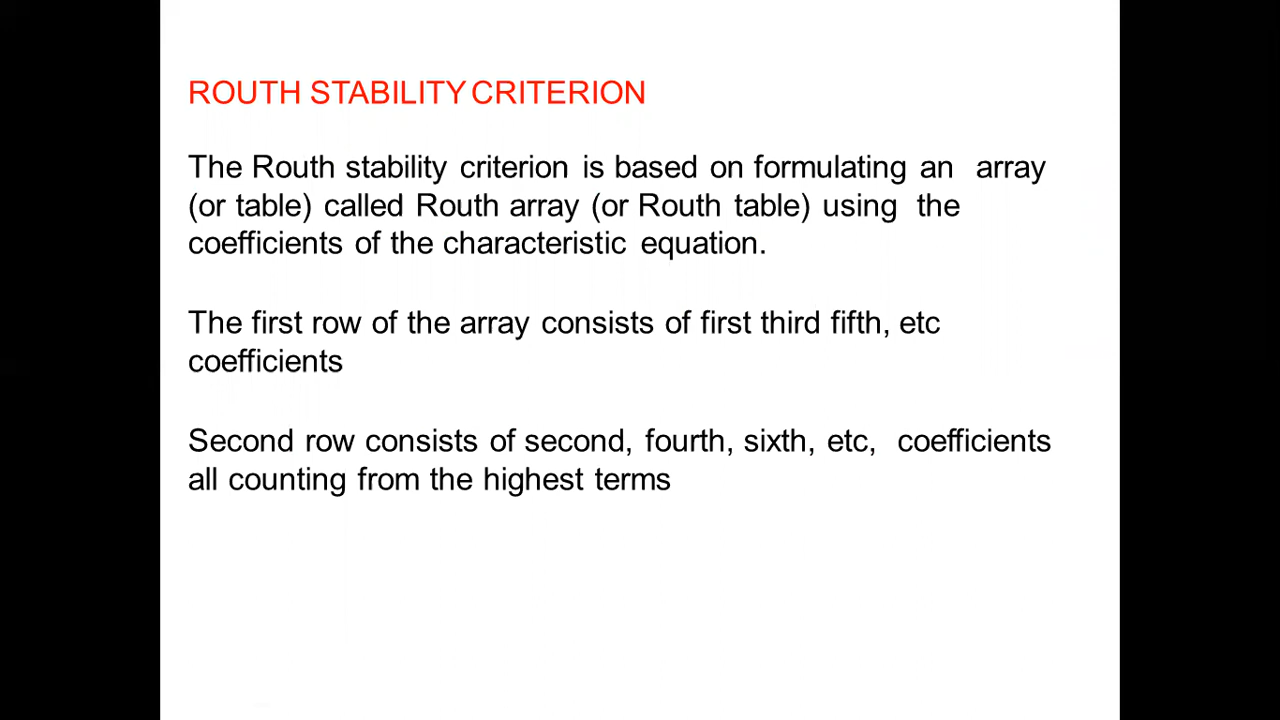 ROUTH STABILITY CRITERION
The Routh stability criterion is based on formulating an array
(or table) called Routh array (or Routh table) using the
coefficients of the characteristic equation.
The first row of the array consists of first third fifth, etc
coefficients
Second row consists of second, fourth, sixth, etc, coefficients
all counting from the highest terms